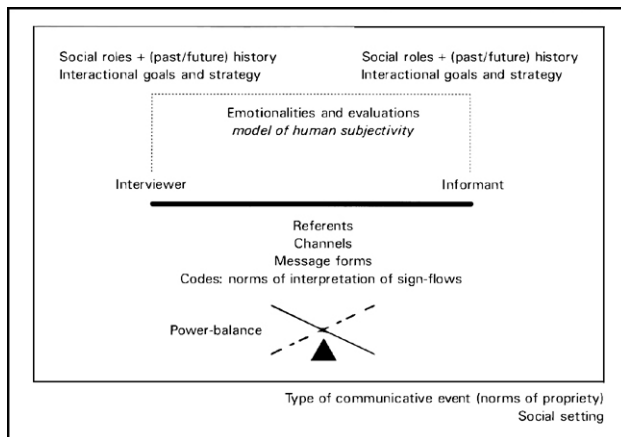 Social roles + (past/future) history
Interactional goals and strategy
Social roles + (past/future) history
Interactional goals and strategy
Emotionalities and evaluations
model of human subjectivity
Interviewer
Informant
Referents
Channels
Message forms
Codes: norms of interpretation of sign-flows
Power-balance
Type of communicative event (norms of propriety)
Social setting